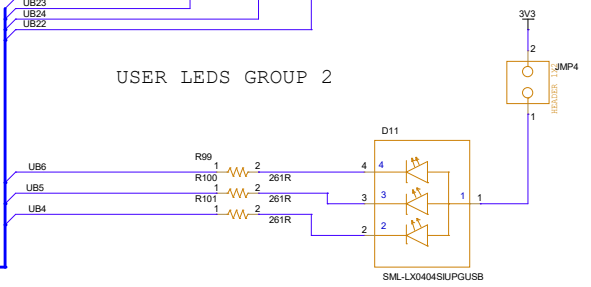 UB23
UB24
UB22
3V3
2
JMP4
HEADER 1X2
1
USER LEDS GROUP 2
D11
UB6
R99
1
2
261R
4
4
UB5
R100
1
2
261R
3
3
1
1
UB4
R101
1
2
261R
2
2
SML-LX0404SIUPGUSB